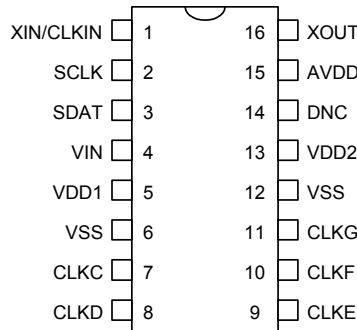 XIN/CLKIN 1 16 XOUT
SCLK 2 15 AVDD
SDAT 3 14 DNC
VIN 4 13 VDD2
VDD1 5 12 VSS
VSS 6 11 CLKG
CLKC 7 10 CLKF
CLKD 8 9 CLKE